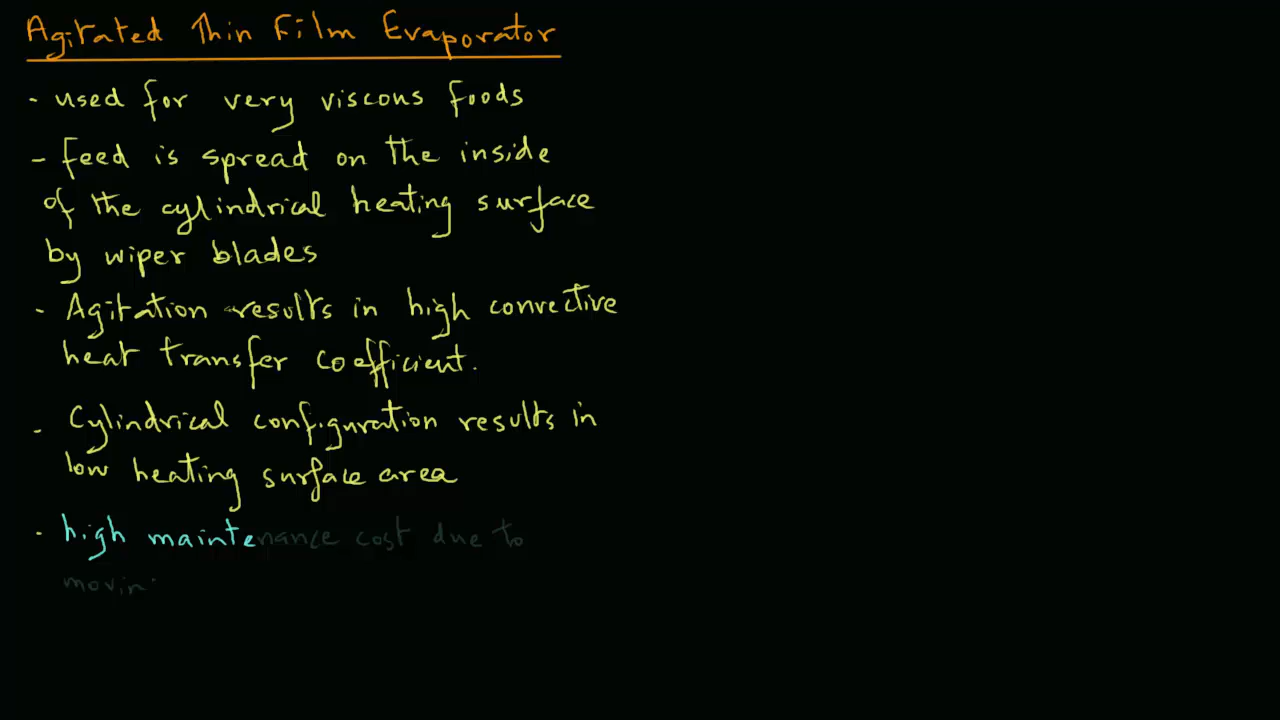 Agitated Thin Film Evaporator
- used for very viscous foods
- feed is spread on the inside
of the cylindrical heating surface
by wiper blades
- Agitation results in high convective
heat transfer coefficient.
- Cylindrical configuration results in
low heating surface area
- high maintenance cost due to
movin